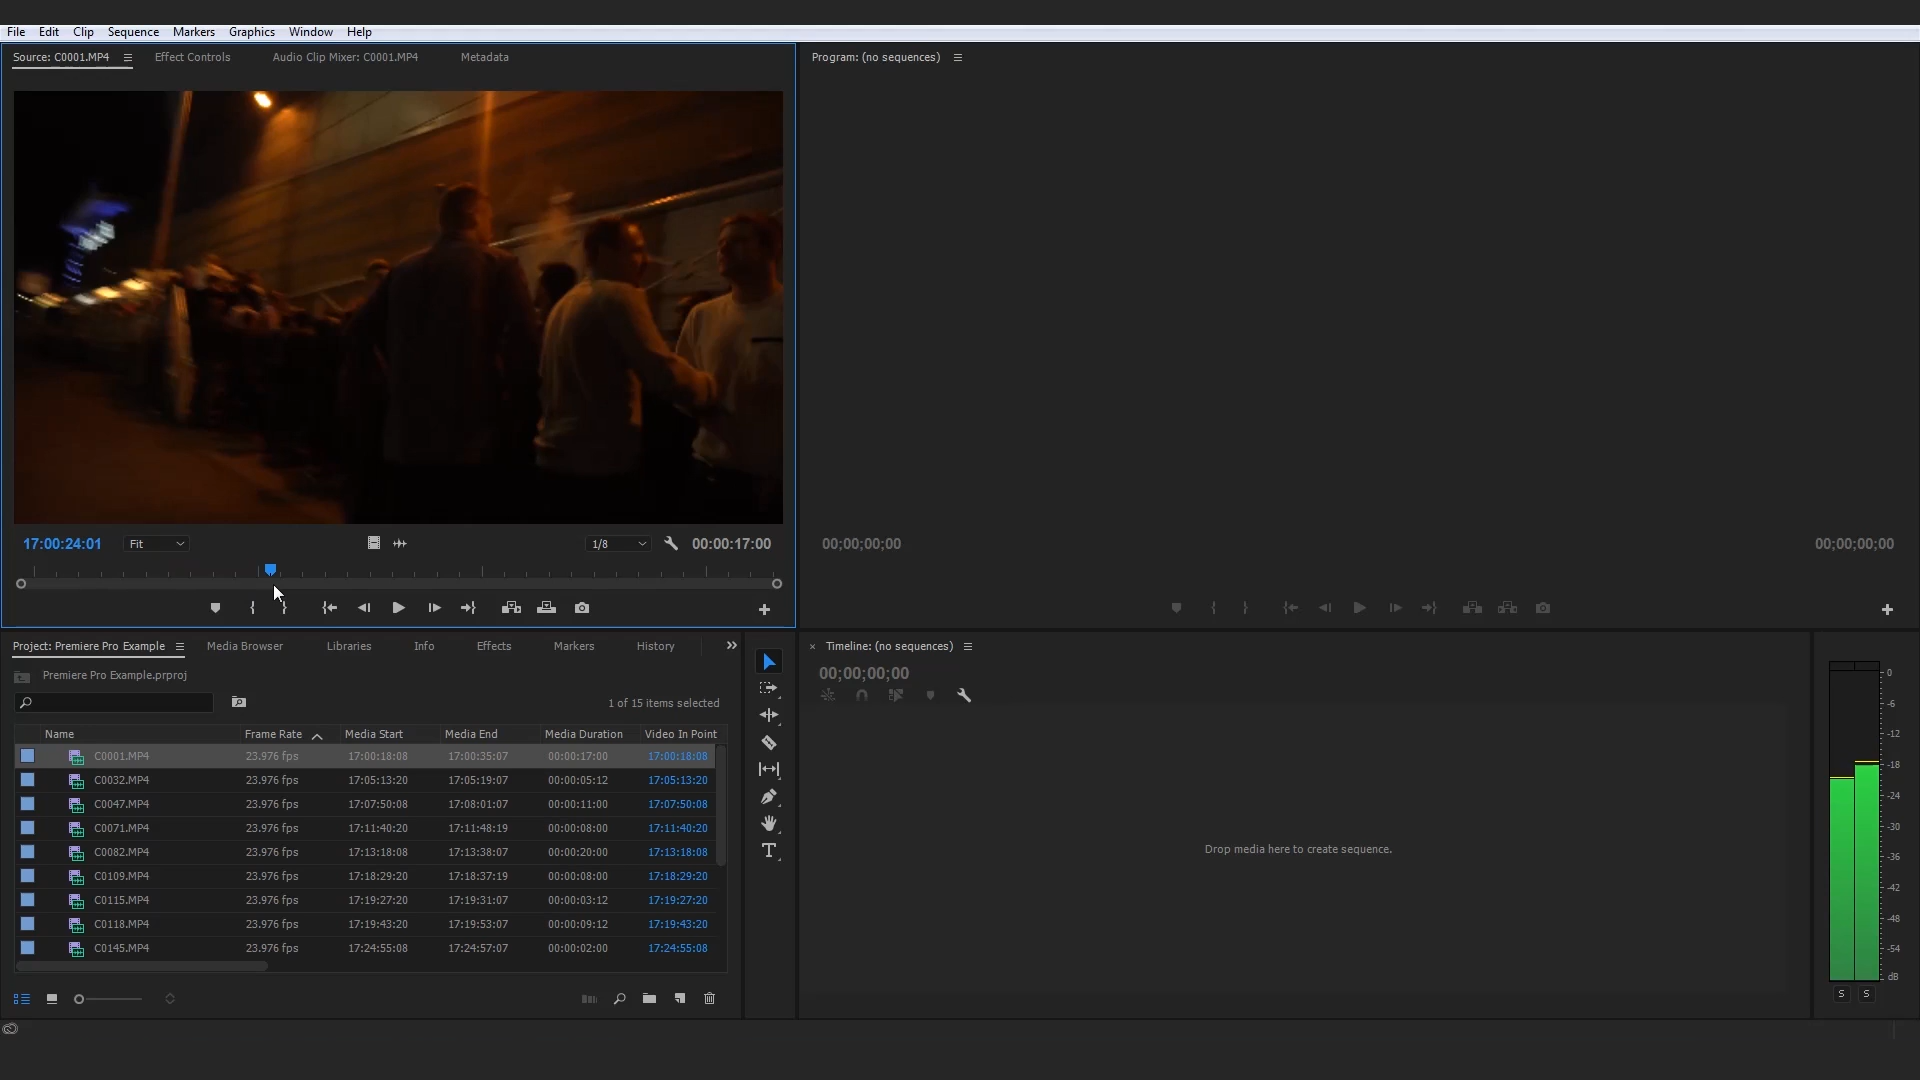 File Edit Clip Sequence Markers Graphics Window Help
Source: C0001.MP4 Effect Controls Audio Clip Mixer: C0001.MP4 Metadata
Program: (no sequences)
17:00:24:01 Fit 1/8 00:00:17:00
00;00;00;00 00;00;00;00
Project: Premiere Pro Example Media Browser Libraries Info Effects Markers History
Premiere Pro Example.prproj
1 of 15 items selected
Name Frame Rate Media Start Media End Media Duration Video In Point
C0001.MP4 23.976 fps 17:00:18:08 17:00:35:07 00:00:17:00 17:00:18:08
C0032.MP4 23.976 fps 17:05:13:20 17:05:19:07 00:00:05:12 17:05:13:20
C0047.MP4 23.976 fps 17:07:50:08 17:08:01:07 00:00:11:00 17:07:50:08
C0071.MP4 23.976 fps 17:11:40:20 17:11:48:19 00:00:08:00 17:11:40:20
C0082.MP4 23.976 fps 17:13:18:08 17:13:38:07 00:00:20:00 17:13:18:08
C0109.MP4 23.976 fps 17:18:29:20 17:18:37:19 00:00:08:00 17:18:29:20
C0115.MP4 23.976 fps 17:19:27:20 17:19:31:07 00:00:03:12 17:19:27:20
C0118.MP4 23.976 fps 17:19:43:20 17:19:53:07 00:00:09:12 17:19:43:20
C0145.MP4 23.976 fps 17:24:55:08 17:24:57:07 00:00:02:00 17:24:55:08
Timeline: (no sequences)
00;00;00;00
Drop media here to create sequence.
0
-6
-12
-18
-24
-30
-36
-42
-48
-54
dB
S S